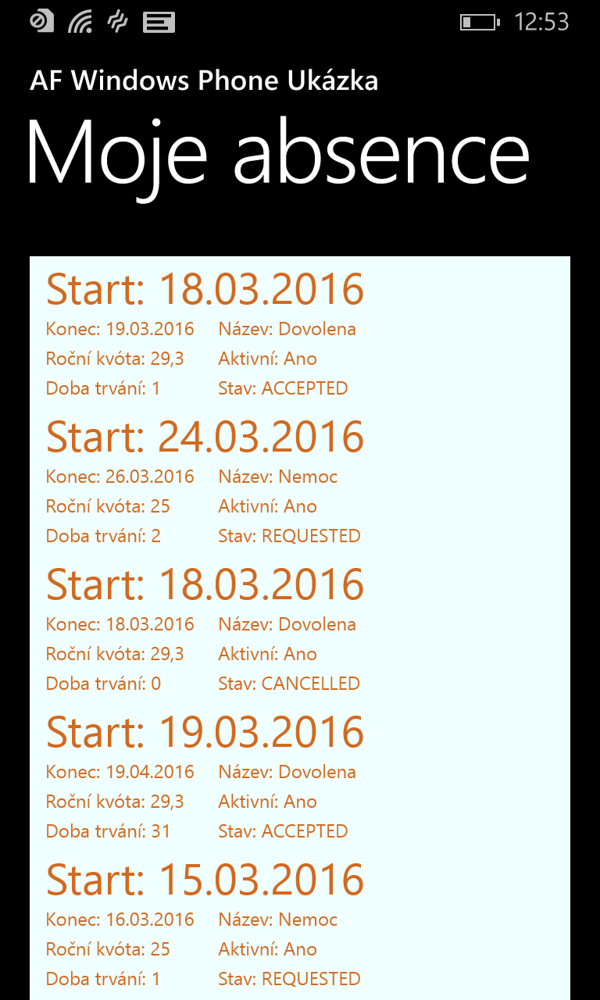 12:53
AF Windows Phone Ukázka
Moje absence
Start: 18.03.2016
Konec: 19.03.2016 Název: Dovolena
Roční kvóta: 29,3 Aktivní: Ano
Doba trvání: 1 Stav: ACCEPTED
Start: 24.03.2016
Konec: 26.03.2016 Název: Nemoc
Roční kvóta: 25 Aktivní: Ano
Doba trvání: 2 Stav: REQUESTED
Start: 18.03.2016
Konec: 18.03.2016 Název: Dovolena
Roční kvóta: 29,3 Aktivní: Ano
Doba trvání: 0 Stav: CANCELLED
Start: 19.03.2016
Konec: 19.04.2016 Název: Dovolena
Roční kvóta: 29,3 Aktivní: Ano
Doba trvání: 31 Stav: ACCEPTED
Start: 15.03.2016
Konec: 16.03.2016 Název: Nemoc
Roční kvóta: 25 Aktivní: Ano
Doba trvání: 1 Stav: REQUESTED